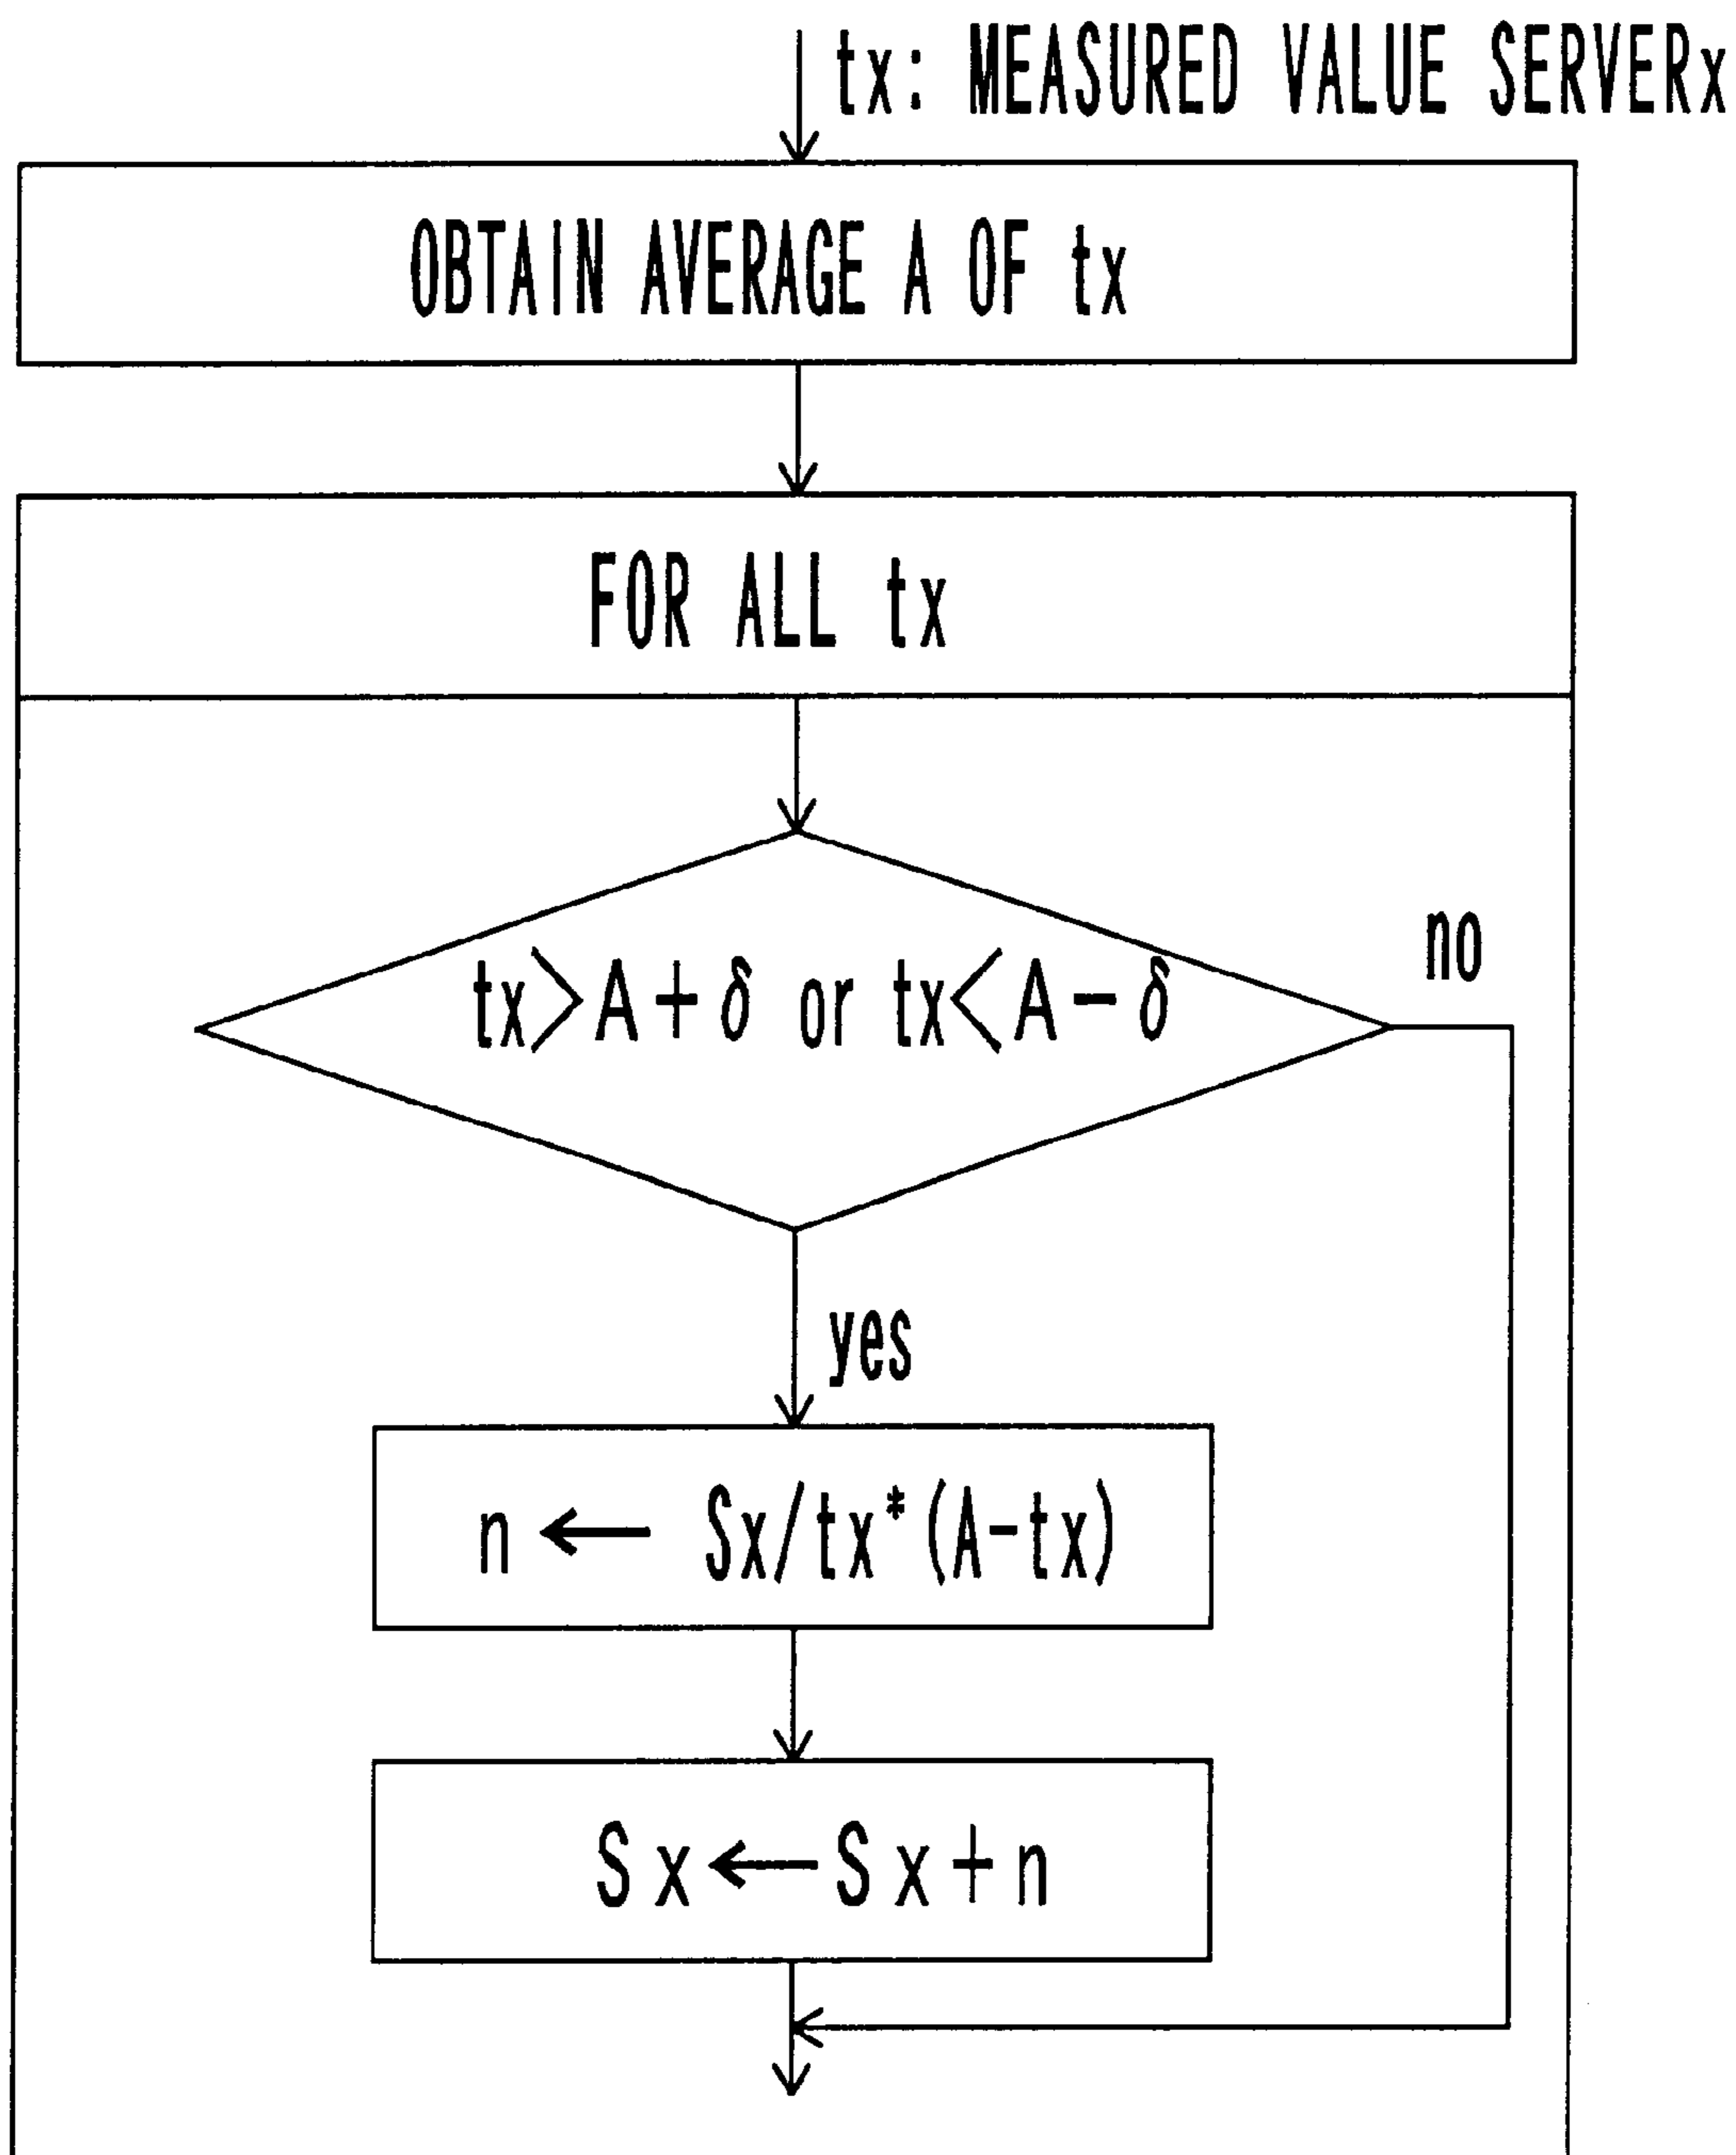 tx: MEASURED VALUE SERVERx
OBTAIN AVERAGE A OF tx
FOR ALL tx
tx>A+δ or tx<A-δ
no
yes
n ← Sx/tx*(A-tx)
Sx←Sx+n